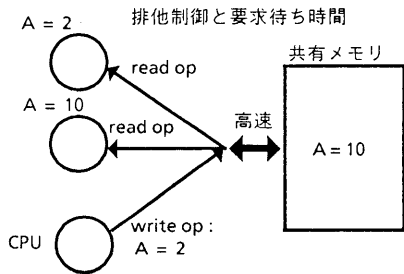 排他制御と要求待ち時間
A = 2
共有メモリ
read op
A = 10
read op
高速
A = 10
CPU
write op :
A = 2